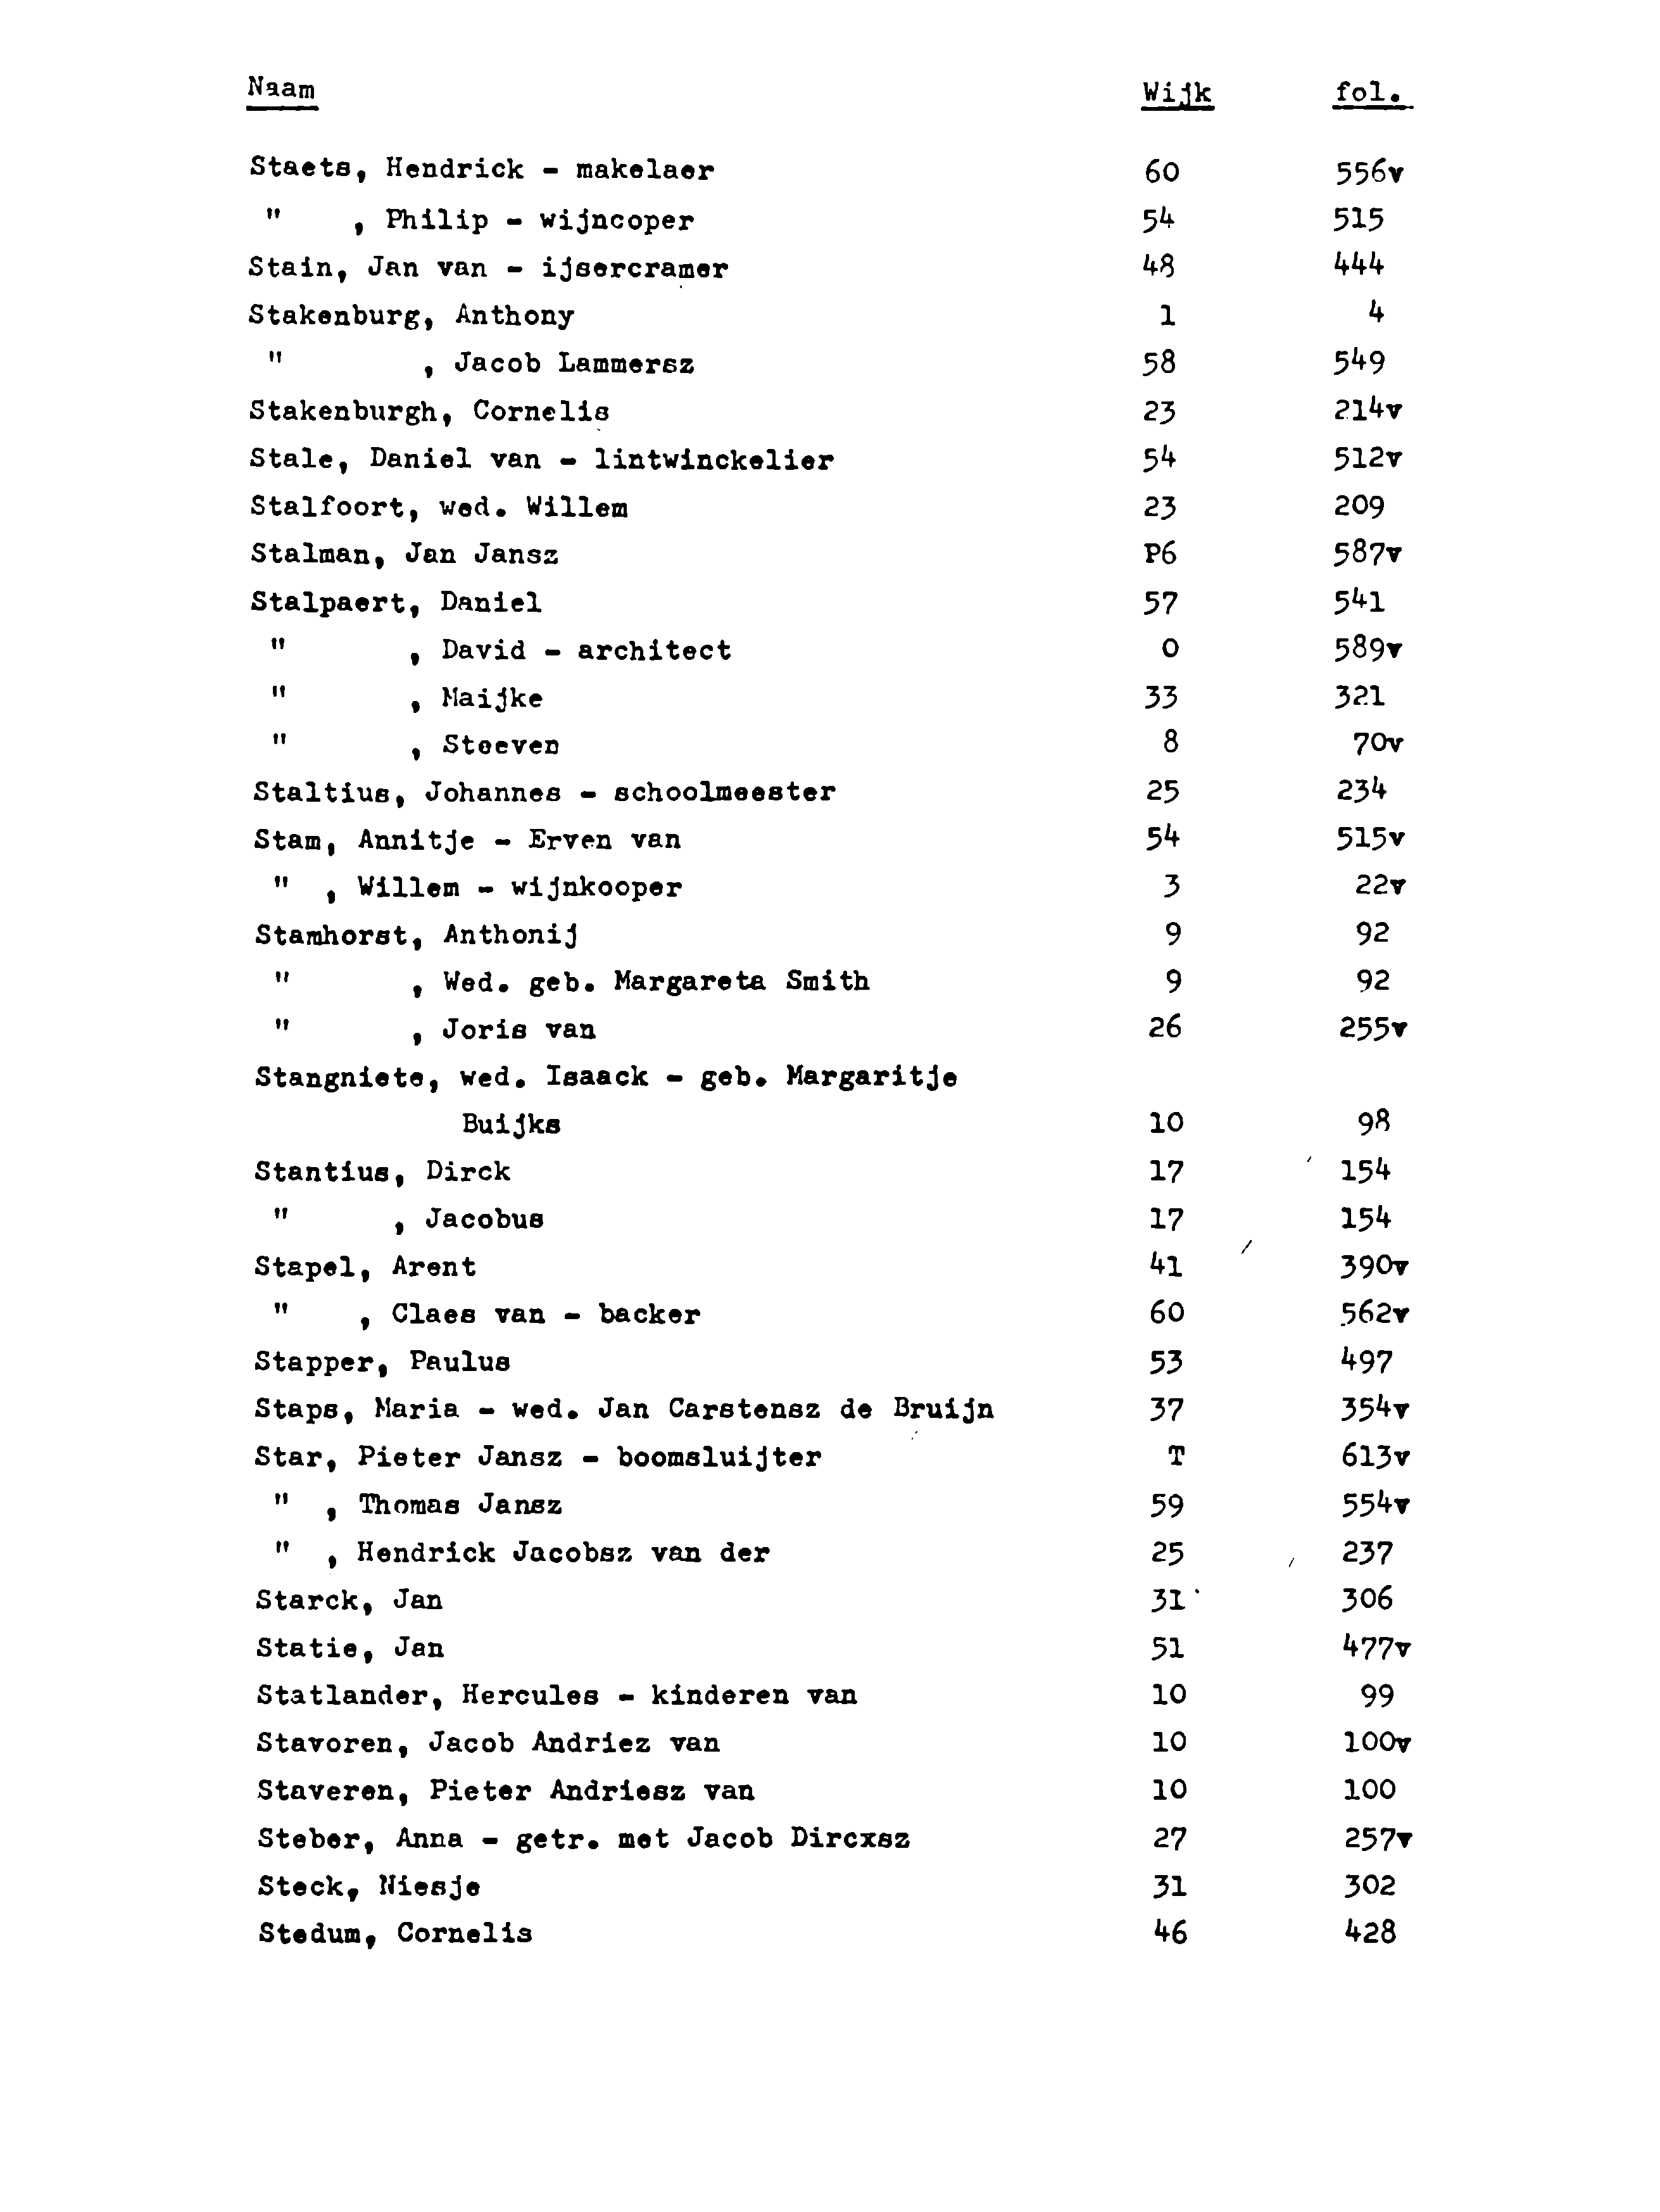 Naam Wijk fol.
Staets, Hendrick - makelaer 60 556v
" , Philip - wijncoper 54 515
Stain, Jan van - ijsercramer 48 444
Stakenburg, Anthony 1 4
" , Jacob Lammersz 58 549
Stakenburgh, Cornelis 23 214v
Stale, Daniel van - lintwinckelier 54 512v
Stalfoort, wed. Willem 23 209
Stalman, Jan Jansz P6 587v
Stalpaert, Daniel 57 541
" , David - architect O 589v
" , Maijke 33 321
" , Steeven 8 70v
Staltius, Johannes - schoolmeester 25 234
Stam, Annitje - Erven van 54 515v
" , Willem - wijnkooper 3 22v
Stamhorst, Anthonij 9 92
" , Wed. geb. Margareta Smith 9 92
" , Joris van 26 255v
Stangniete, wed. Isaack - geb. Margaritje
Buijks 10 98
Stantius, Dirck 17 154
" , Jacobus 17 154
Stapel, Arent 41 390v
" , Claes van - backer 60 562v
Stapper, Paulus 53 497
Staps, Maria - wed. Jan Carstensz de Bruijn 37 354v
Star, Pieter Jansz - boomsluijter T 613v
" , Thomas Jansz 59 554v
" , Hendrick Jacobsz van der 25 237
Starck, Jan 31 306
Statie, Jan 51 477v
Statlander, Hercules - kinderen van 10 99
Stavoren, Jacob Andriez van 10 100v
Staveren, Pieter Andriesz van 10 100
Steber, Anna - getr. met Jacob Dircxsz 27 257v
Steck, Niesje 31 302
Stedum, Cornelis 46 428